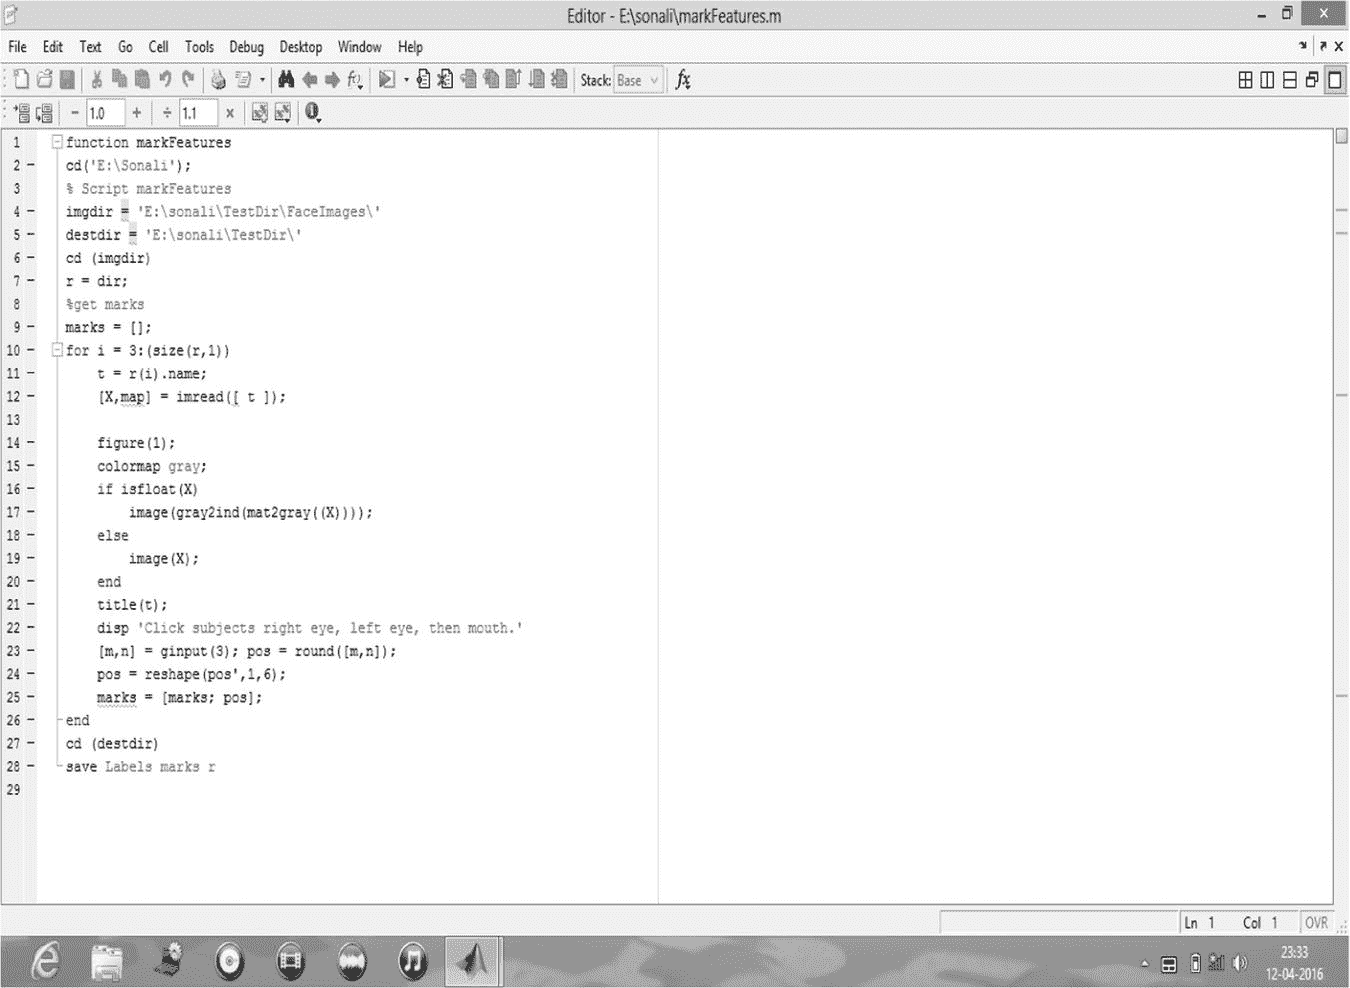 Editor - E:\sonali\markFeatures.m
File Edit Text Go Cell Tools Debug Desktop Window Help
Stack: Base fx
- 1.0 + ÷ 1.1 x
1 function markFeatures
2 - cd('E:\Sonali');
3 % Script markFeatures
4 - imgdir = 'E:\sonali\TestDir\FaceImages\'
5 - destdir = 'E:\sonali\TestDir\'
6 - cd (imgdir)
7 - r = dir;
8 %get marks
9 - marks = [];
10 - for i = 3:(size(r,1))
11 - t = r(i).name;
12 - [X,map] = imread([ t ]);
13
14 - figure(1);
15 - colormap gray;
16 - if isfloat(X)
17 - image(gray2ind(mat2gray((X))));
18 - else
19 - image(X);
20 - end
21 - title(t);
22 - disp 'Click subjects right eye, left eye, then mouth.'
23 - [m,n] = ginput(3); pos = round([m,n]);
24 - pos = reshape(pos',1,6);
25 - marks = [marks; pos];
26 - end
27 - cd (destdir)
28 - save Labels marks r
29
Ln 1 Col 1 OVR
23:33
12-04-2016